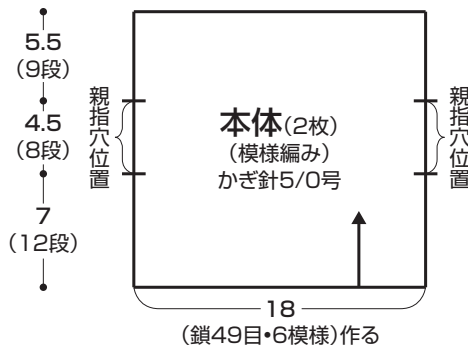 5.5
(9段)
4.5
(8段)
7
(12段)
親指穴位置
本体(2枚)
(模様編み)
かぎ針5/0号
親指穴位置
18
(鎖49目・6模様)作る